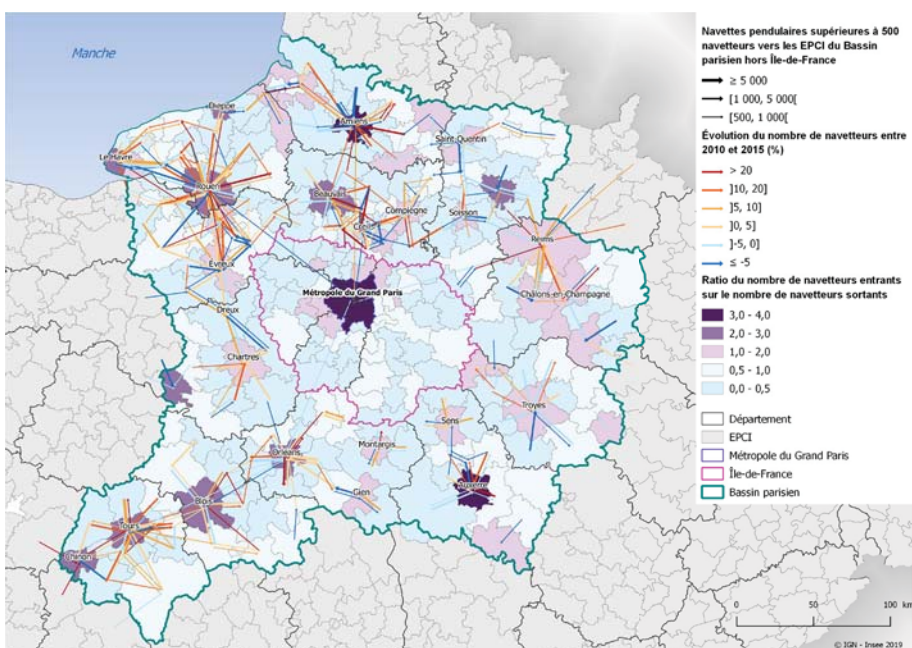 Manche
Dieppe
Le Havre
Rouen
Amiens
Saint-Quentin
Beauvais
Compiègne
Creil
Soisson
Reims
Évreux
Métropole du Grand Paris
Châlons-en-Champagne
Dreux
Chartres
Troyes
Sens
Montargis
Orléans
Gien
Auxerre
Blois
Tours
Chinon
Navettes pendulaires supérieures à 500
navetteurs vers les EPCI du Bassin
parisien hors Île-de-France
≥ 5 000
[1 000, 5 000[
[500, 1 000[
Évolution du nombre de navetteurs entre
2010 et 2015 (%)
> 20
]10, 20]
]5, 10]
]0, 5]
]-5, 0]
≤ -5
Ratio du nombre de navetteurs entrants
sur le nombre de navetteurs sortants
3,0 - 4,0
2,0 - 3,0
1,0 - 2,0
0,5 - 1,0
0,0 - 0,5
Département
EPCI
Métropole du Grand Paris
Île-de-France
Bassin parisien
0 50 100 km
© IGN - Insee 2019